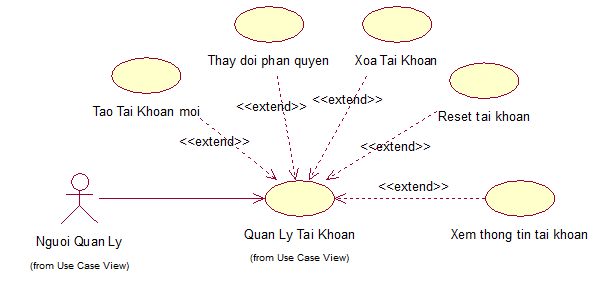 Thay doi phan quyen
Xoa Tai Khoan
Tao Tai Khoan moi
Reset tai khoan
<<extend>>
<<extend>>
<<extend>>
<<extend>>
<<extend>>
Nguoi Quan Ly
(from Use Case View)
Quan Ly Tai Khoan
(from Use Case View)
Xem thong tin tai khoan